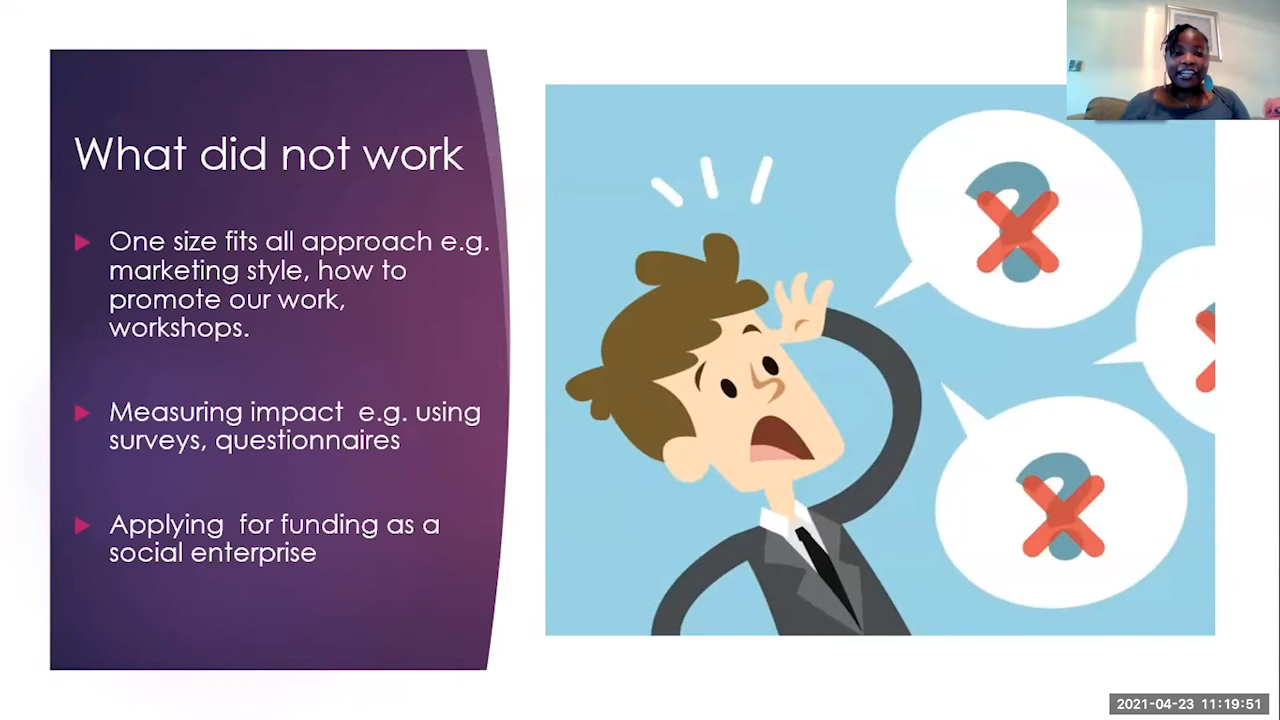 What did not work
One size fits all approach e.g.
marketing style, how to
promote our work,
workshops.
Measuring impact e.g. using
surveys, questionnaires
Applying for funding as a
social enterprise
2021-04-23 11:19:51